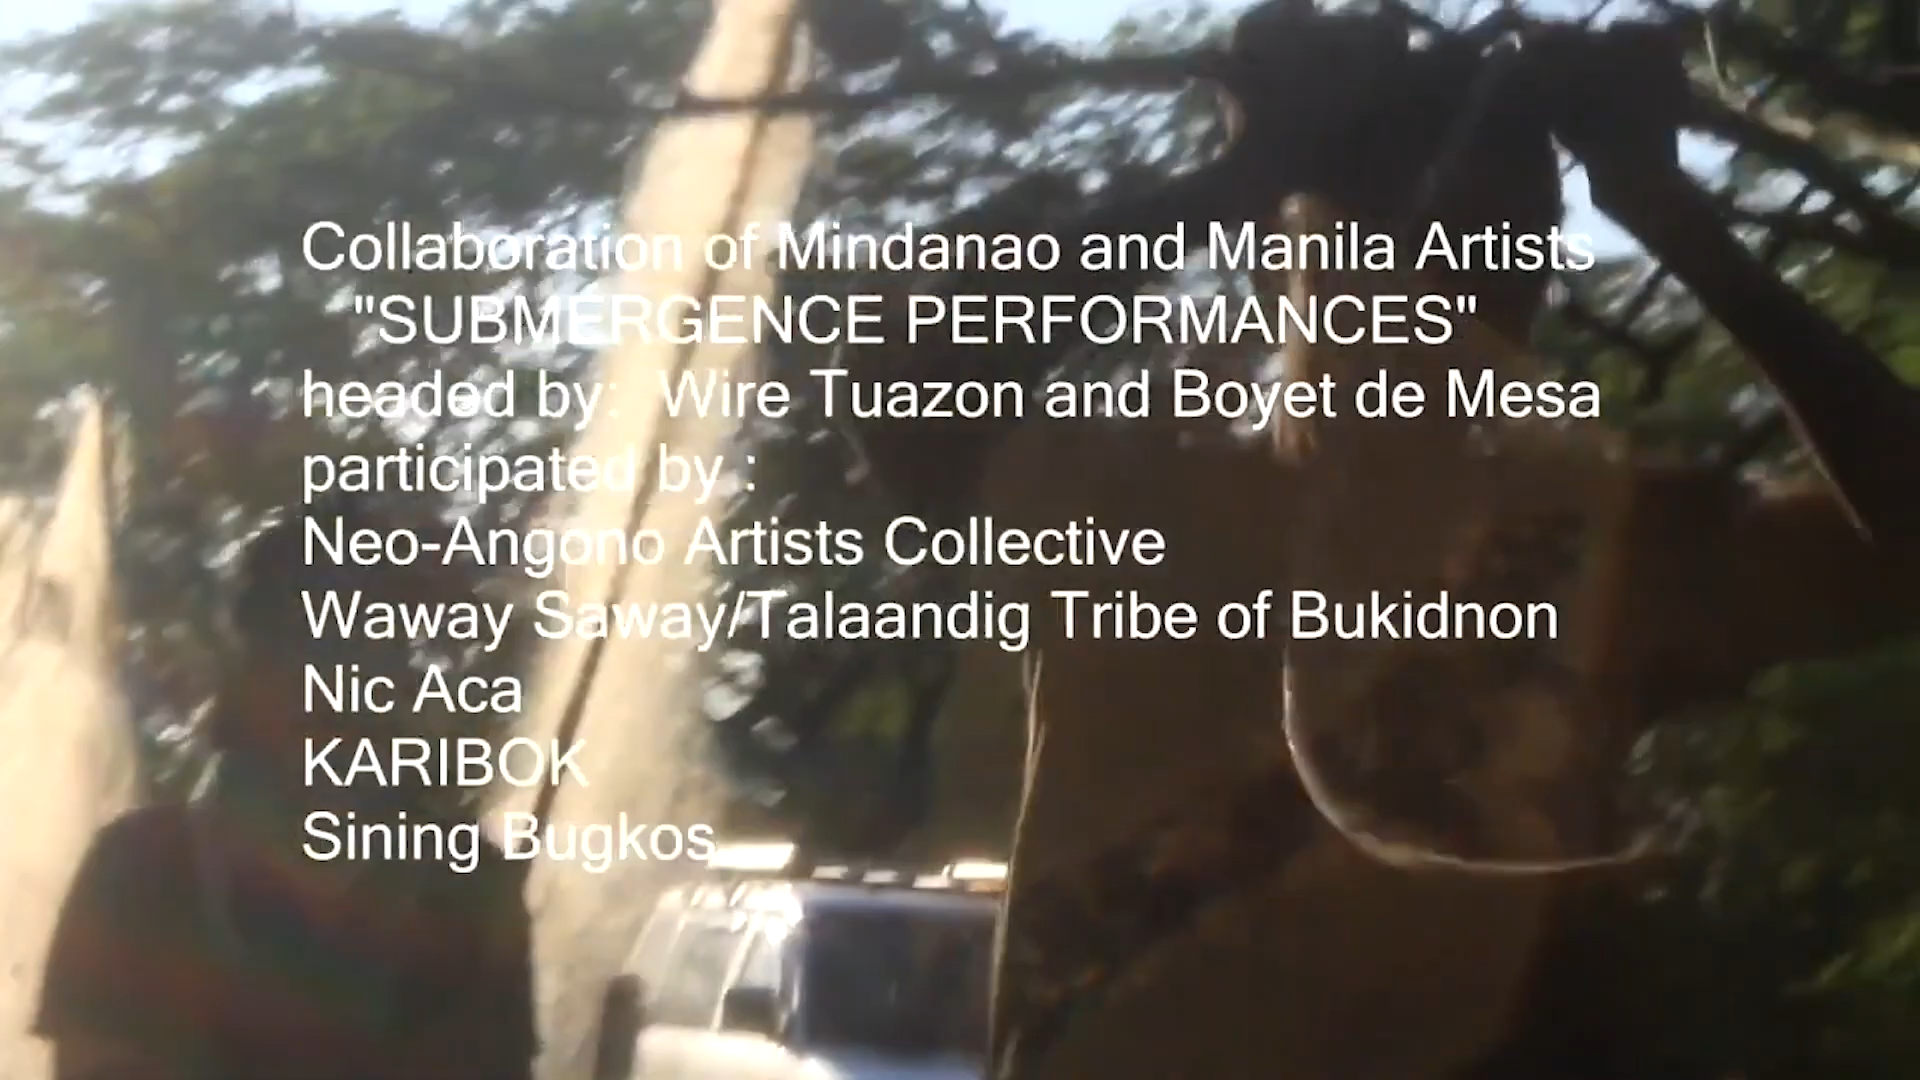 Collaboration of Mindanao and Manila Artists
"SUBMERGENCE PERFORMANCES"
headed by: Wire Tuazon and Boyet de Mesa
participated by :
Neo-Angono Artists Collective
Waway Saway/Talaandig Tribe of Bukidnon
Nic Aca
KARIBOK
Sining Bugkos